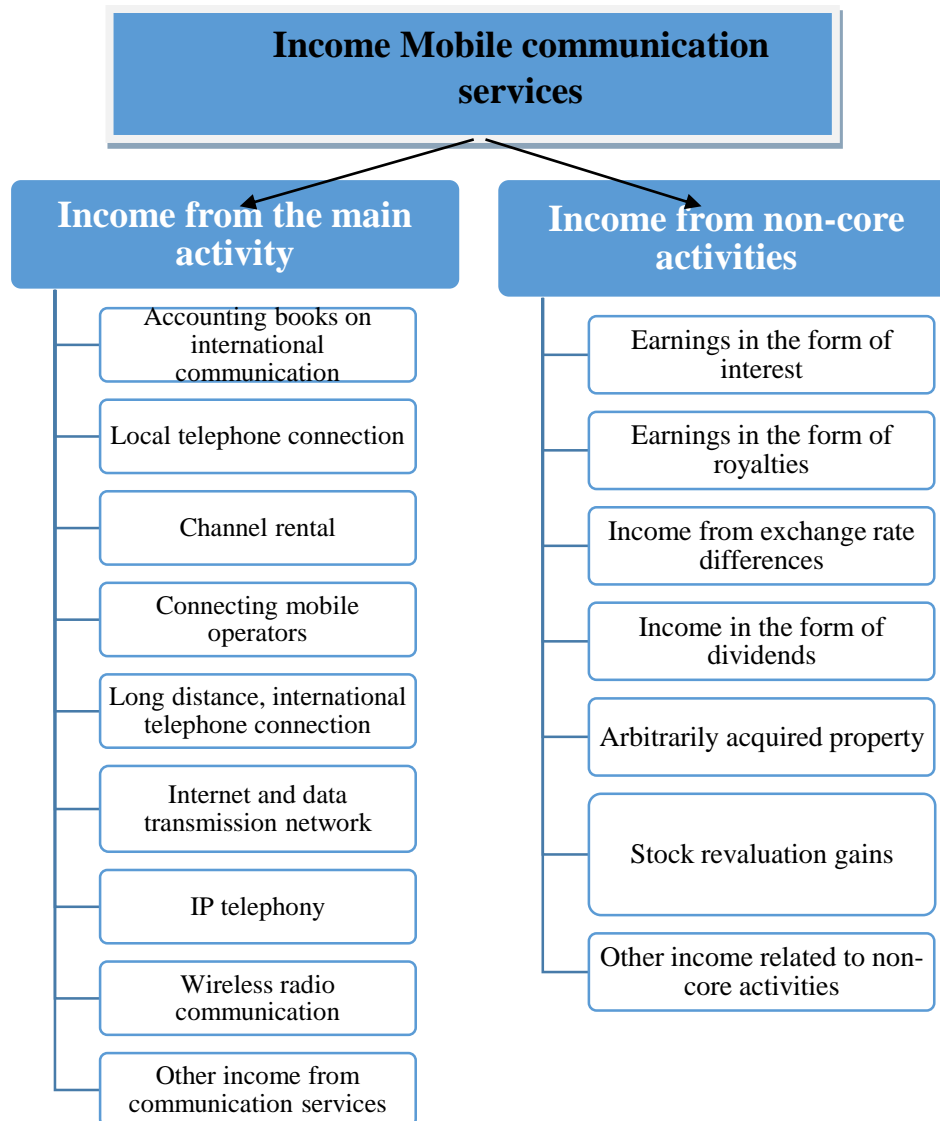 Income Mobile communication
services
Income from the main
activity
Accounting books on
international
communication
Local telephone connection
Channel rental
Connecting mobile
operators
Long distance, international
telephone connection
Internet and data
transmission network
IP telephony
Wireless radio
communication
Other income from
communication services
Income from non-core
activities
Earnings in the form of
interest
Earnings in the form of
royalties
Income from exchange rate
differences
Income in the form of
dividends
Arbitrarily acquired property
Stock revaluation gains
Other income related to non-
core activities